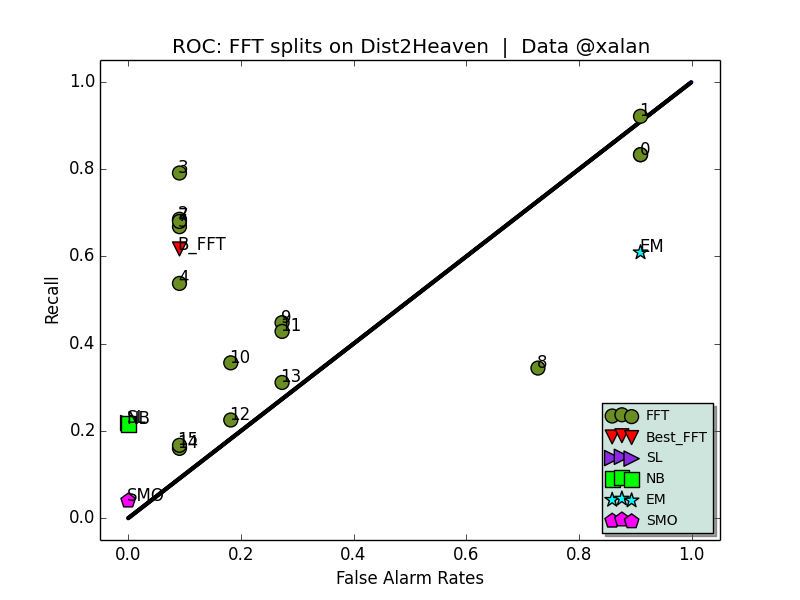 ROC: FFT splits on Dist2Heaven | Data @xalan
1.0
0.8
0.6
0.4
0.2
0.0
Recall
1
0
3
B_FFT
EM
4
9
11
10
8
13
12
NB
15
14
SMO
FFT
Best_FFT
SL
NB
EM
SMO
0.0 0.2 0.4 0.6 0.8 1.0
False Alarm Rates